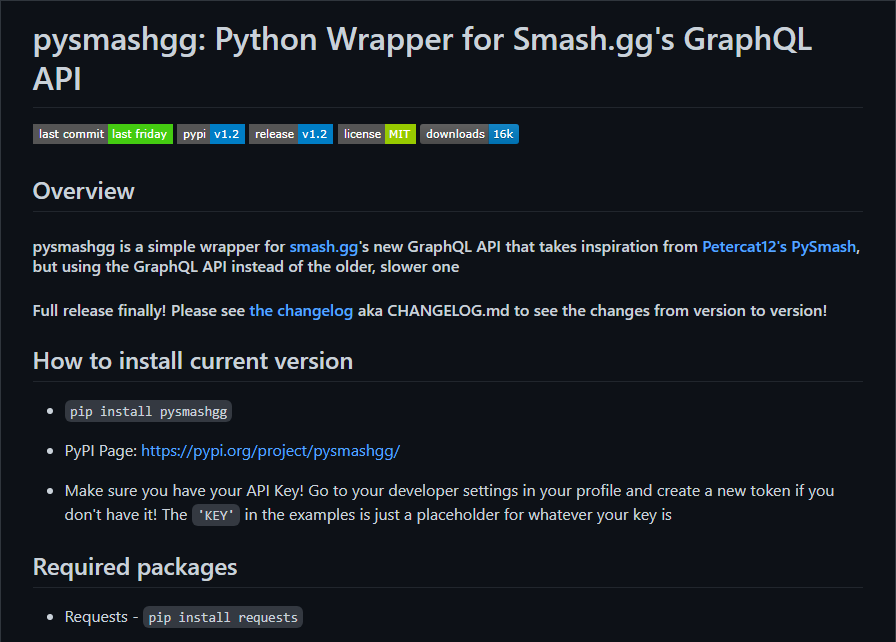 pysmashgg: Python Wrapper for Smash.gg's GraphQL
API
last commit last friday pypi v1.2 release v1.2 license MIT downloads 16k
Overview
pysmashgg is a simple wrapper for smash.gg's new GraphQL API that takes inspiration from Petercat12's PySmash,
but using the GraphQL API instead of the older, slower one
Full release finally! Please see the changelog aka CHANGELOG.md to see the changes from version to version!
How to install current version
• pip install pysmashgg
• PyPI Page: https://pypi.org/project/pysmashgg/
• Make sure you have your API Key! Go to your developer settings in your profile and create a new token if you
don't have it! The 'KEY' in the examples is just a placeholder for whatever your key is
Required packages
• Requests - pip install requests